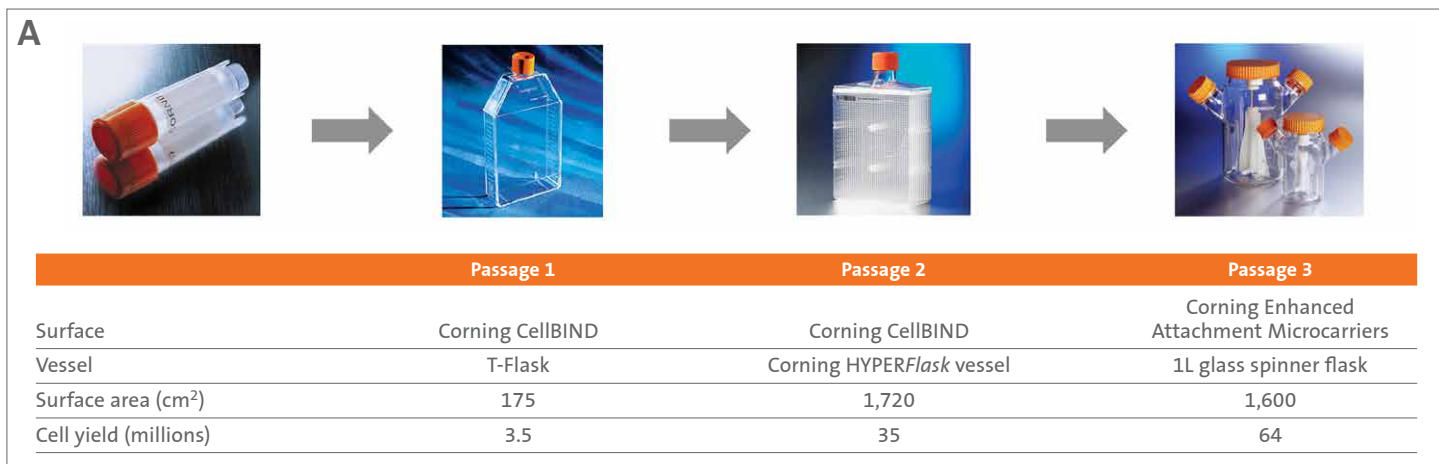 A
Passage 1 Passage 2 Passage 3
Surface Corning CellBIND Corning CellBIND Corning Enhanced
Attachment Microcarriers
Vessel T-Flask Corning HYPERFlask vessel 1L glass spinner flask
Surface area (cm²) 175 1,720 1,600
Cell yield (millions) 3.5 35 64